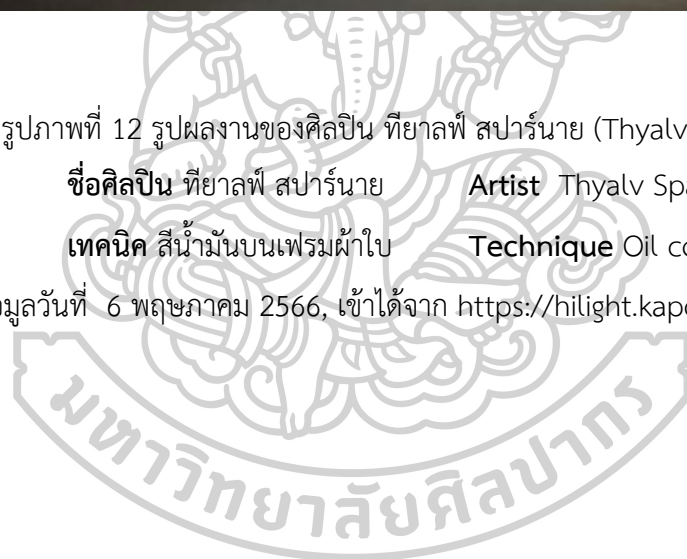 รูปภาพที่ 12 รูปผลงานของศิลปิน ทียาลฟ์ สปาร์นาย (Thyalv
ชื่อศิลปิน ทียาลฟ์ สปาร์นาย Artist Thyalv Spa
เทคนิค สีน้ำมันบนเฟรมผ้าใบ Technique Oil co
มูลวันที่ 6 พฤษภาคม 2566, เข้าได้จาก https://hilight.kapo
มหาวิทยาลัยศิลปากร